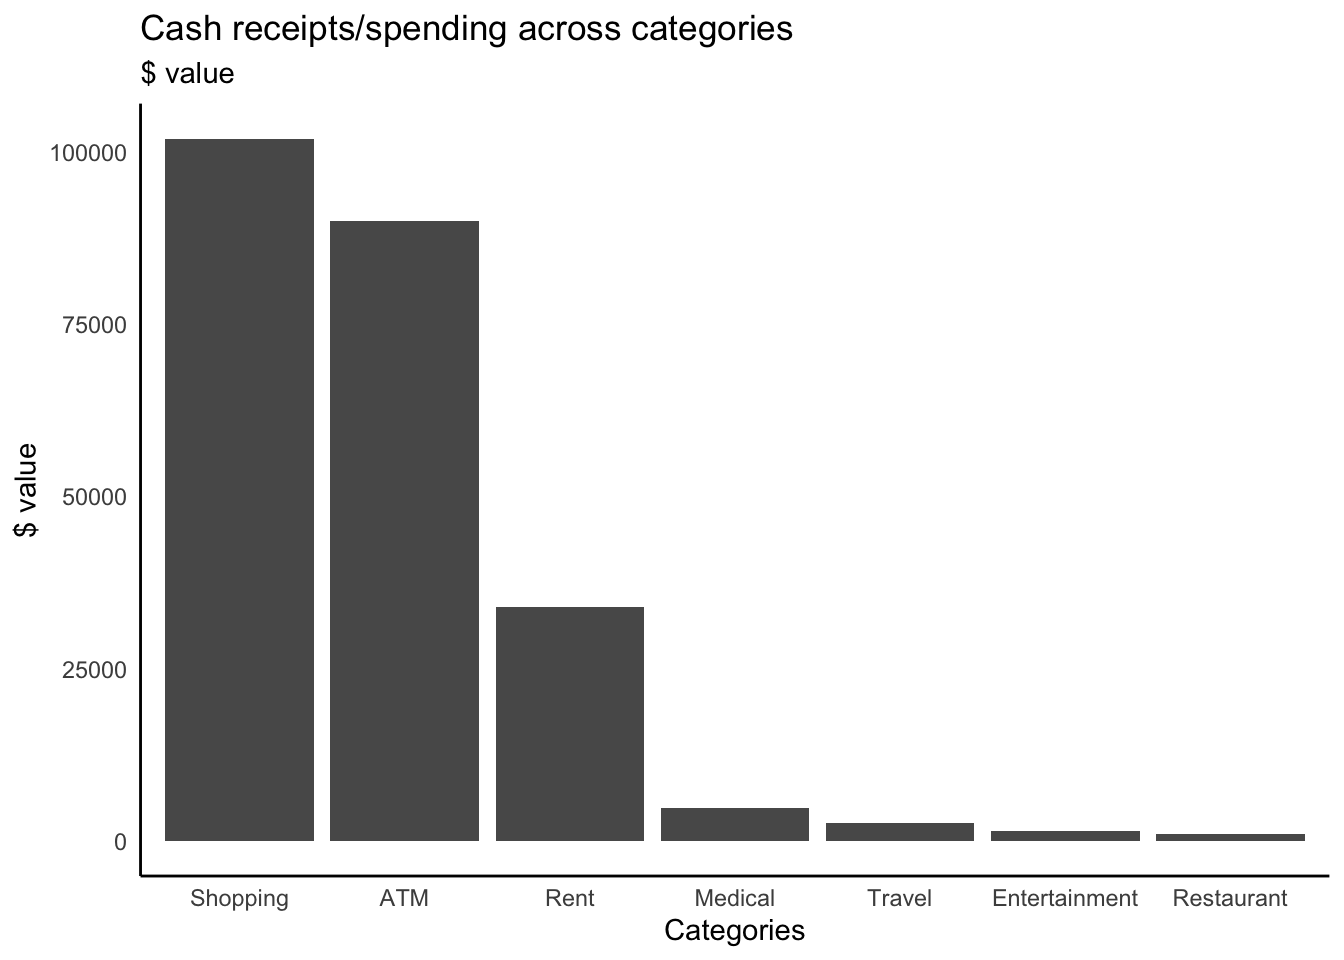 Cash receipts/spending across categories
$ value
100000
75000
50000
25000
0
$ value
Shopping ATM Rent Medical Travel Entertainment Restaurant
Categories